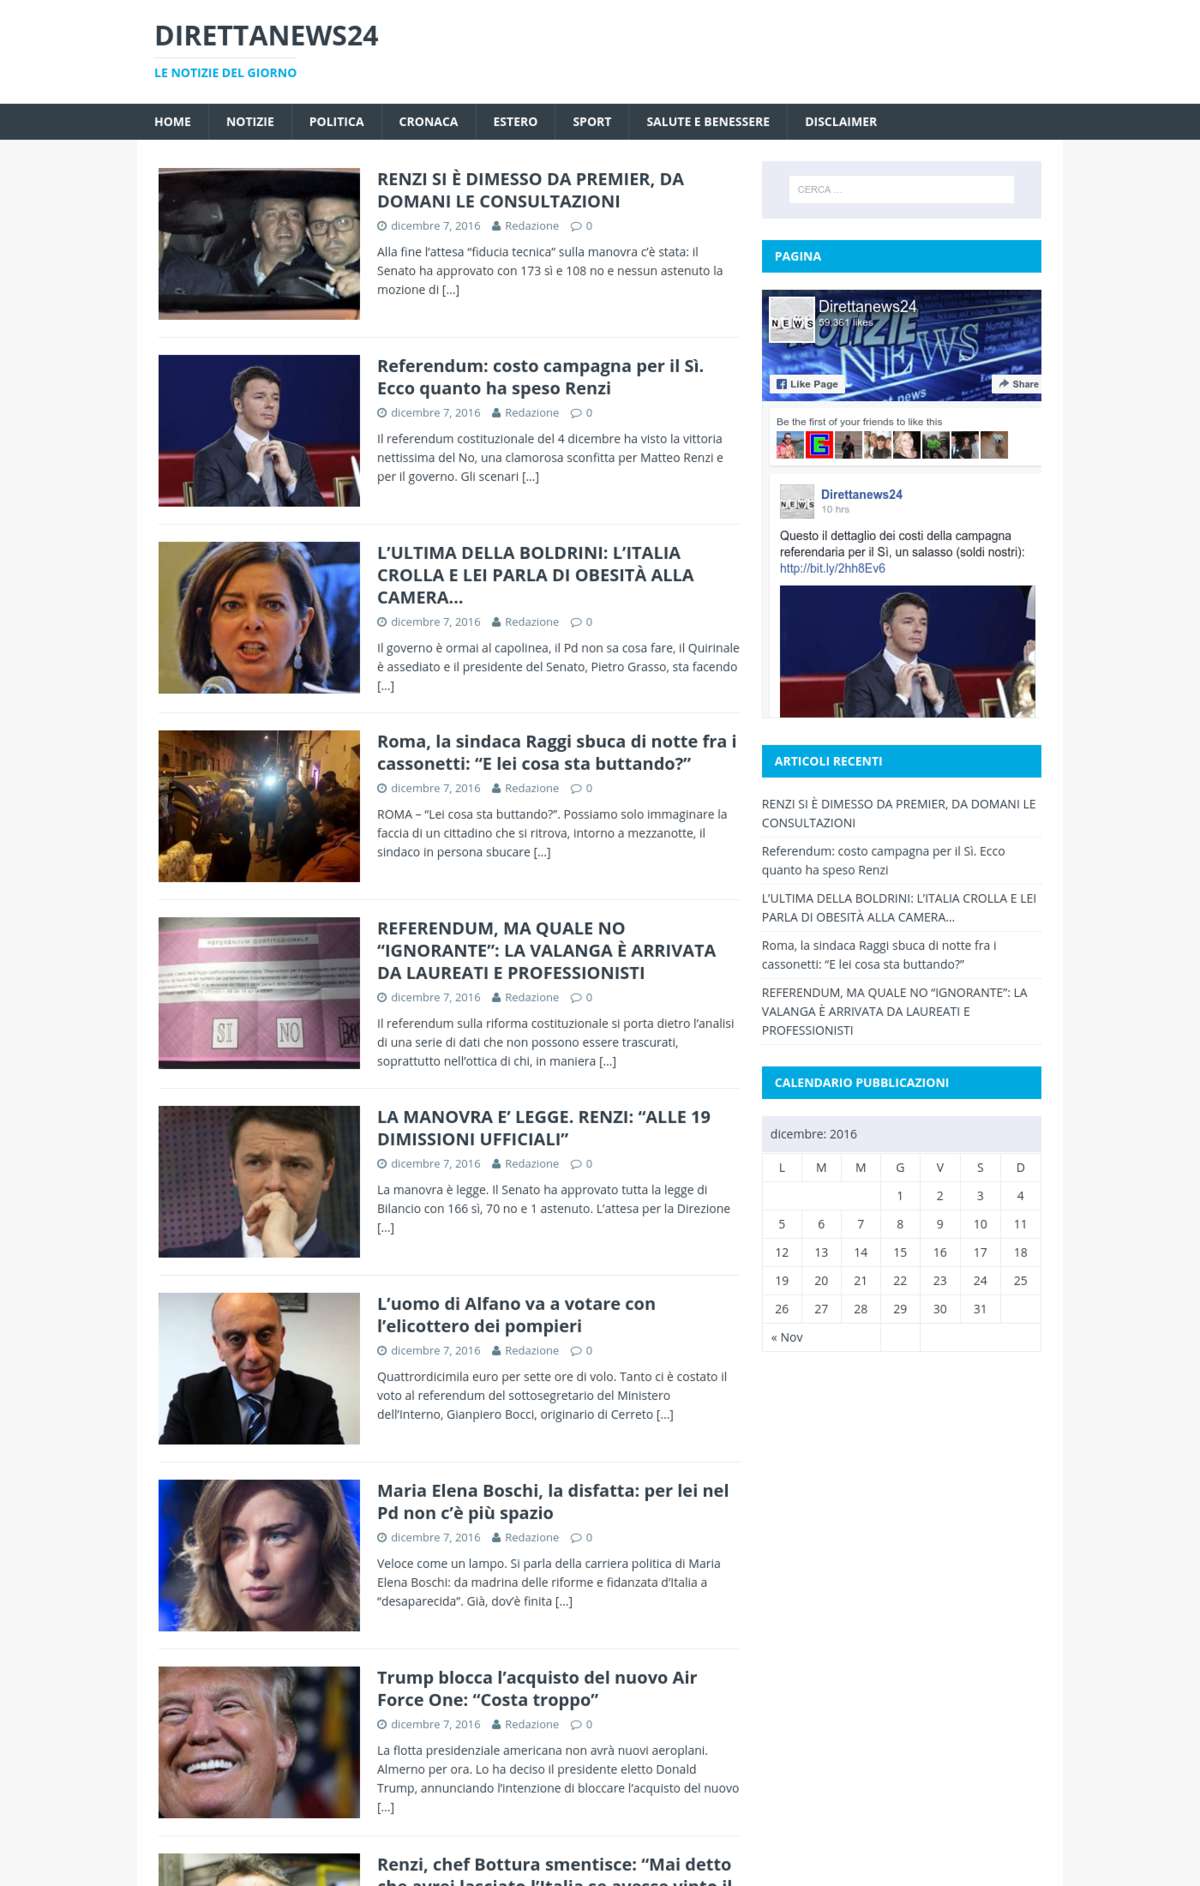 DIRETTANEWS24
LE NOTIZIE DEL GIORNO
HOME NOTIZIE POLITICA CRONACA ESTERO SPORT SALUTE E BENESSERE DISCLAIMER
RENZI SI È DIMESSO DA PREMIER, DA
DOMANI LE CONSULTAZIONI
dicembre 7, 2016 Redazione 0
Alla fine l’attesa “fiducia tecnica“ sulla manovra c’è stata: il
Senato ha approvato con 173 sì e 108 no e nessun astenuto la
mozione di [...]
Referendum: costo campagna per il Sì.
Ecco quanto ha speso Renzi
dicembre 7, 2016 Redazione 0
Il referendum costituzionale del 4 dicembre ha visto la vittoria
nettissima del No, una clamorosa sconfitta per Matteo Renzi e
per il governo. Gli scenari [...]
L’ULTIMA DELLA BOLDRINI: L’ITALIA
CROLLA E LEI PARLA DI OBESITÀ ALLA
CAMERA…
dicembre 7, 2016 Redazione 0
Il governo è ormai al capolinea, il Pd non sa cosa fare, il Quirinale
è assediato e il presidente del Senato, Pietro Grasso, sta facendo
[...]
Roma, la sindaca Raggi sbuca di notte fra i
cassonetti: “E lei cosa sta buttando?”
dicembre 7, 2016 Redazione 0
ROMA – “Lei cosa sta buttando?”. Possiamo solo immaginare la
faccia di un cittadino che si ritrova, intorno a mezzanotte, il
sindaco in persona sbucare [...]
REFERENDUM COSTITUZIONALE
SI NO
REFERENDUM, MA QUALE NO
“IGNORANTE”: LA VALANGA È ARRIVATA
DA LAUREATI E PROFESSIONISTI
dicembre 7, 2016 Redazione 0
Il referendum sulla riforma costituzionale si porta dietro l’analisi
di una serie di dati che non possono essere trascurati,
soprattutto nell’ottica di chi, in maniera [...]
LA MANOVRA E’ LEGGE. RENZI: “ALLE 19
DIMISSIONI UFFICIALI”
dicembre 7, 2016 Redazione 0
La manovra è legge. Il Senato ha approvato tutta la legge di
Bilancio con 166 sì, 70 no e 1 astenuto. L’attesa per la Direzione
[...]
L’uomo di Alfano va a votare con
l’elicottero dei pompieri
dicembre 7, 2016 Redazione 0
Quattrordicimila euro per sette ore di volo. Tanto ci è costato il
voto al referendum del sottosegretario del Ministero
dell’Interno, Gianpiero Bocci, originario di Cerreto [...]
Maria Elena Boschi, la disfatta: per lei nel
Pd non c’è più spazio
dicembre 7, 2016 Redazione 0
Veloce come un lampo. Si parla della carriera politica di Maria
Elena Boschi: da madrina delle riforme e fidanzata d’Italia a
“desaparecida”. Già, dov’è finita [...]
Trump blocca l’acquisto del nuovo Air
Force One: “Costa troppo”
dicembre 7, 2016 Redazione 0
La flotta presidenziale americana non avrà nuovi aeroplani.
Almerno per ora. Lo ha deciso il presidente eletto Donald
Trump, annunciando l’intenzione di bloccare l’acquisto del nuovo
[...]
Renzi, chef Bottura smentisce: “Mai detto
che avrei lasciato l’Italia se avesse vinto il
CERCA …
PAGINA
Direttanews24
59,361 likes
NEWS
NOTIZIE
NEWS
Like Page Share
Be the first of your friends to like this
NEWS
Direttanews24
10 hrs
Questo il dettaglio dei costi della campagna
referendaria per il Sì, un salasso (soldi nostri):
http://bit.ly/2hh8Ev6
ARTICOLI RECENTI
RENZI SI È DIMESSO DA PREMIER, DA DOMANI LE
CONSULTAZIONI
Referendum: costo campagna per il Sì. Ecco
quanto ha speso Renzi
L’ULTIMA DELLA BOLDRINI: L’ITALIA CROLLA E LEI
PARLA DI OBESITÀ ALLA CAMERA…
Roma, la sindaca Raggi sbuca di notte fra i
cassonetti: “E lei cosa sta buttando?”
REFERENDUM, MA QUALE NO “IGNORANTE”: LA
VALANGA È ARRIVATA DA LAUREATI E
PROFESSIONISTI
CALENDARIO PUBBLICAZIONI
dicembre: 2016
L M M G V S D
1 2 3 4
5 6 7 8 9 10 11
12 13 14 15 16 17 18
19 20 21 22 23 24 25
26 27 28 29 30 31
« Nov